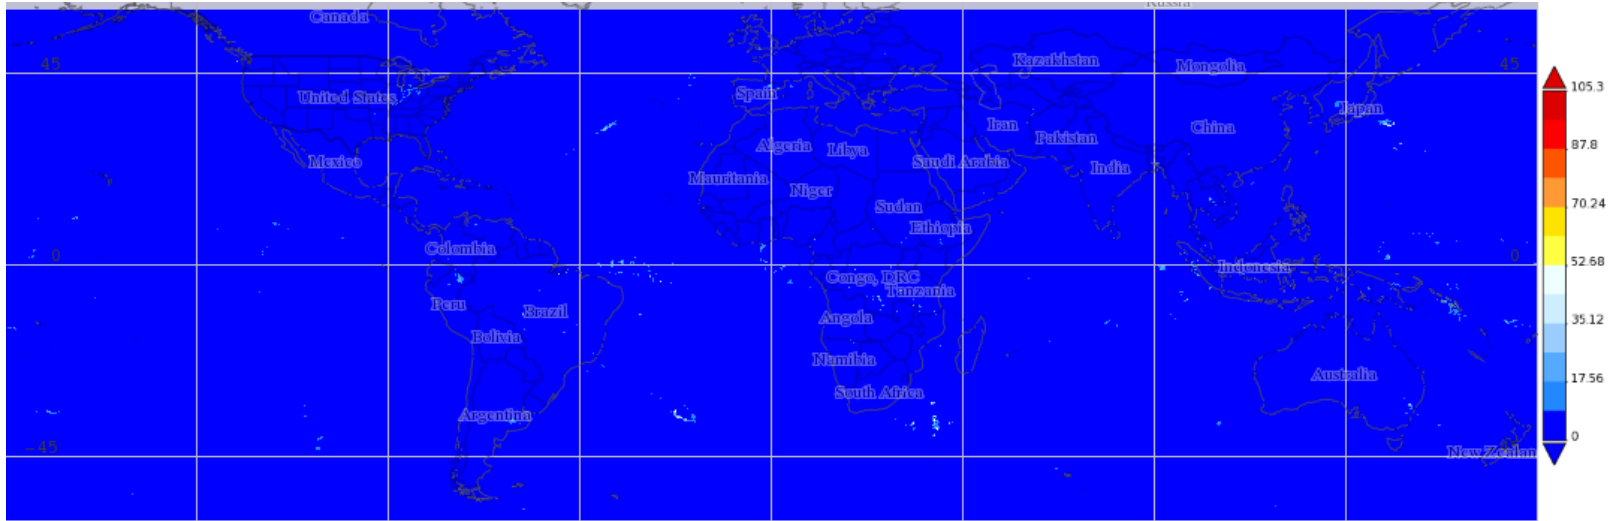 Russia
Canada
45
Kazakhstan
Mongolia
45
United States
Spain
Japan
Iran
China
Pakistan
Algeria
Libya
Mexico
Saudi Arabia
India
Mauritania
Niger
Sudan
Ethiopia
Colombia
0
0
Indonesia
Congo, DRC
Tanzania
Peru
Brazil
Angola
Bolivia
Namibia
Australia
South Africa
Argentina
-45
New Zealan
105.3
87.8
70.24
52.68
35.12
17.56
0